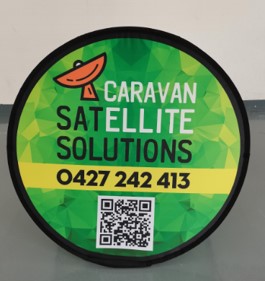 CARAVAN
SATELLITE
SOLUTIONS
0427 242 413